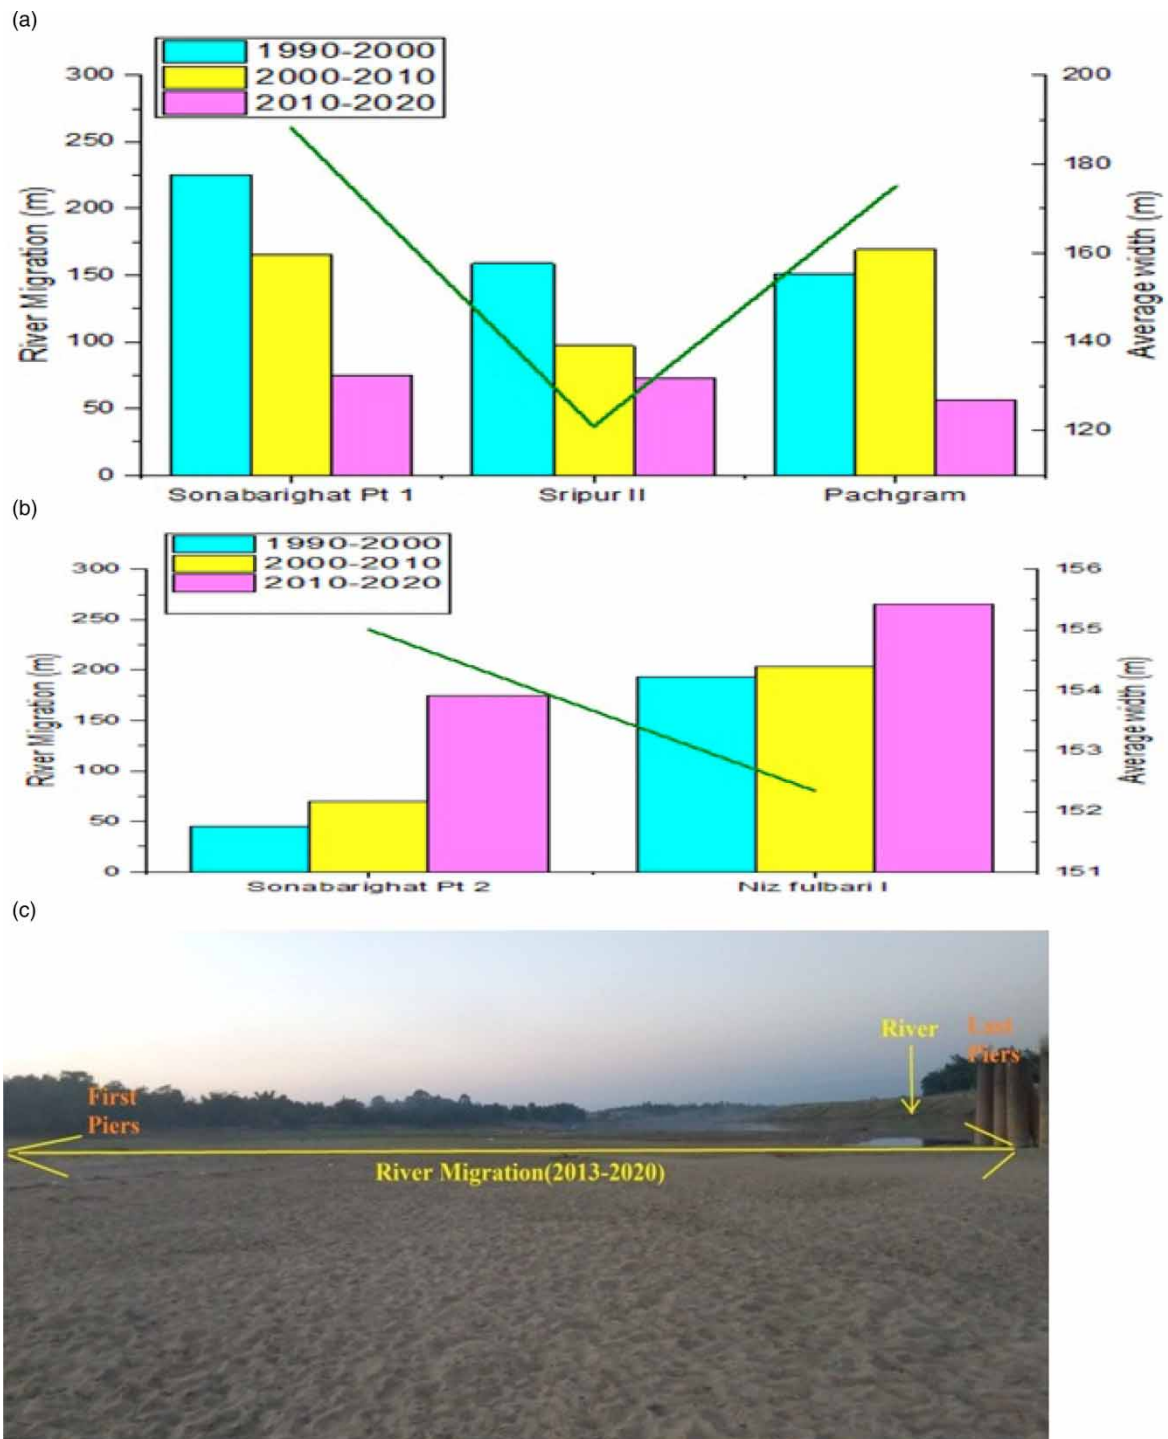 (a)
1990-2000
2000-2010
2010-2020
300
250
200
150
100
50
0
River Migration (m)
200
180
160
140
120
Average width (m)
Sonabarighat Pt 1
Sripur II
Pachgram
(b)
1990-2000
2000-2010
2010-2020
300
250
200
150
100
50
0
River Migration (m)
156
155
154
153
152
151
Average width (m)
Sonabarighat Pt 2
Niz fulbari I
(c)
River
Last
Piers
First
Piers
River Migration(2013-2020)